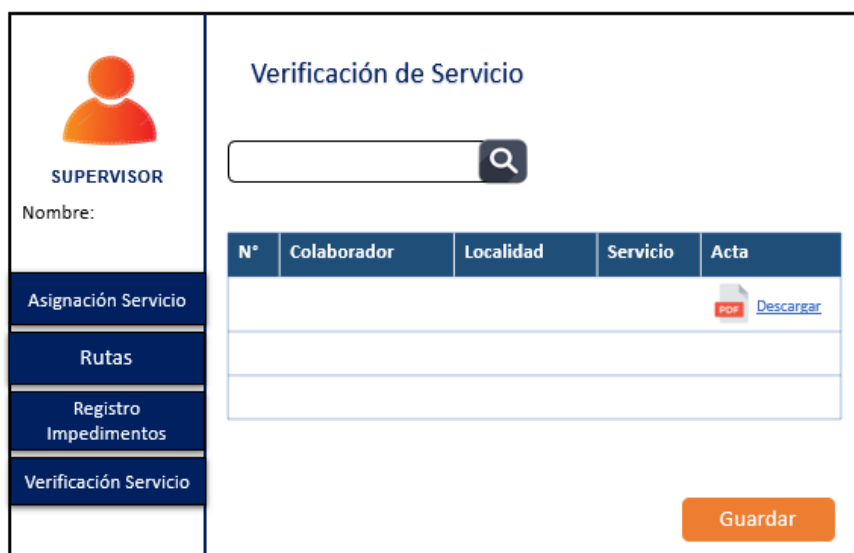 Verificación de Servicio
SUPERVISOR
Nombre:
Asignación Servicio
Rutas
Registro
Impedimentos
Verificación Servicio
N° Colaborador Localidad Servicio Acta
PDF Descargar
Guardar